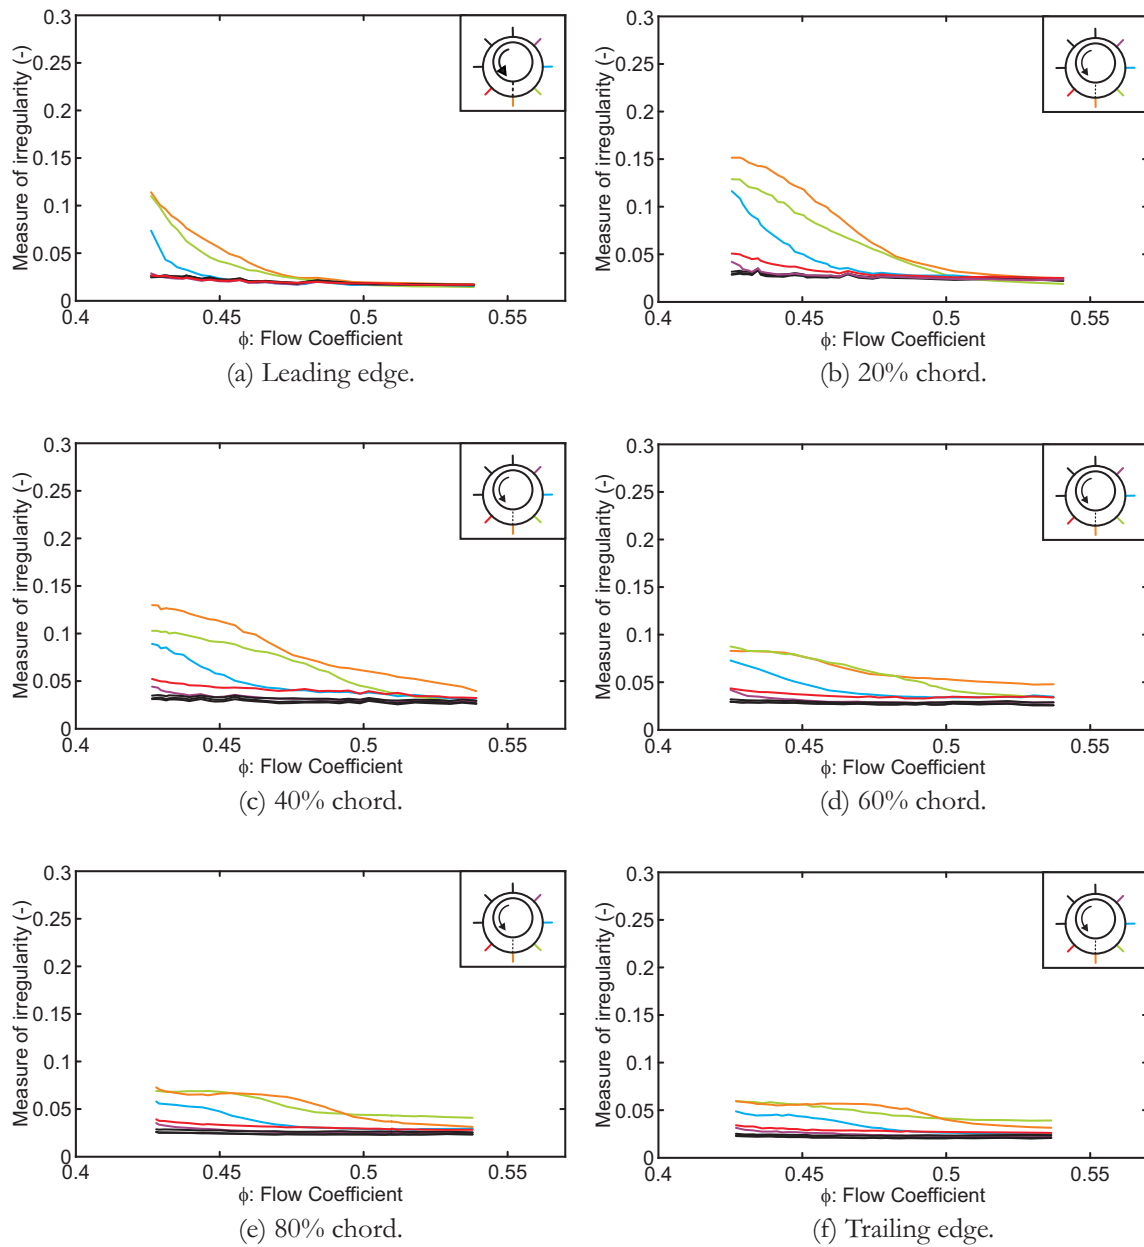 0.3
0.25
0.2
0.15
0.1
0.05
0
Measure of irregularity (-)
0.4 0.45 0.5 0.55
ϕ: Flow Coefficient
(a) Leading edge.
0.3
0.25
0.2
0.15
0.1
0.05
0
Measure of irregularity (-)
0.4 0.45 0.5 0.55
ϕ: Flow Coefficient
(b) 20% chord.
0.3
0.25
0.2
0.15
0.1
0.05
0
Measure of irregularity (-)
0.4 0.45 0.5 0.55
ϕ: Flow Coefficient
(c) 40% chord.
0.3
0.25
0.2
0.15
0.1
0.05
0
Measure of irregularity (-)
0.4 0.45 0.5 0.55
ϕ: Flow Coefficient
(d) 60% chord.
0.3
0.25
0.2
0.15
0.1
0.05
0
Measure of irregularity (-)
0.4 0.45 0.5 0.55
ϕ: Flow Coefficient
(e) 80% chord.
0.3
0.25
0.2
0.15
0.1
0.05
0
Measure of irregularity (-)
0.4 0.45 0.5 0.55
ϕ: Flow Coefficient
(f) Trailing edge.